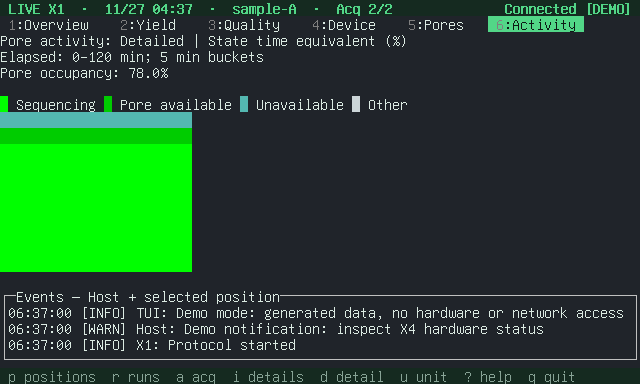 LIVE X1 - 11/27 04:37 - sample-A - Acq 2/2 Connected [DEMO]
1:Overview 2:Yield 3:Quality 4:Device 5:Pores 6:Activity
Pore activity: Detailed | State time equivalent (%)
Elapsed: 0-120 min; 5 min buckets
Pore occupancy: 78.0%
Sequencing Pore available Unavailable Other
Events — Host + selected position
06:37:00 [INFO] TUI: Demo mode: generated data, no hardware or network access
06:37:00 [WARN] Host: Demo notification: inspect X4 hardware status
06:37:00 [INFO] X1: Protocol started
p positions r runs a acq i details d detail u unit ? help q quit